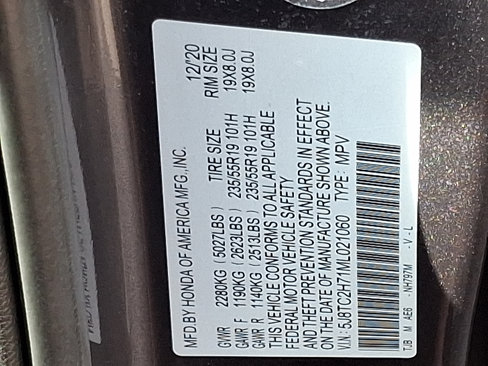 MFD. BY HONDA OF AMERICA MFG., INC. 12/20
TIRE SIZE RIM SIZE
GVWR 2280KG (5027LBS)
GAWR F 1190KG (2623LBS) 235/55R19 101H 19X8.0J
GAWR R 1140KG (2513LBS) 235/55R19 101H 19X8.0J
THIS VEHICLE CONFORMS TO ALL APPLICABLE
FEDERAL MOTOR VEHICLE SAFETY
AND THEFT PREVENTION STANDARDS IN EFFECT
ON THE DATE OF MANUFACTURE SHOWN ABOVE.
V.I.N.: 5J8TC2H71ML021060 TYPE: MPV
TJB M AE6 - NH797M - V - L